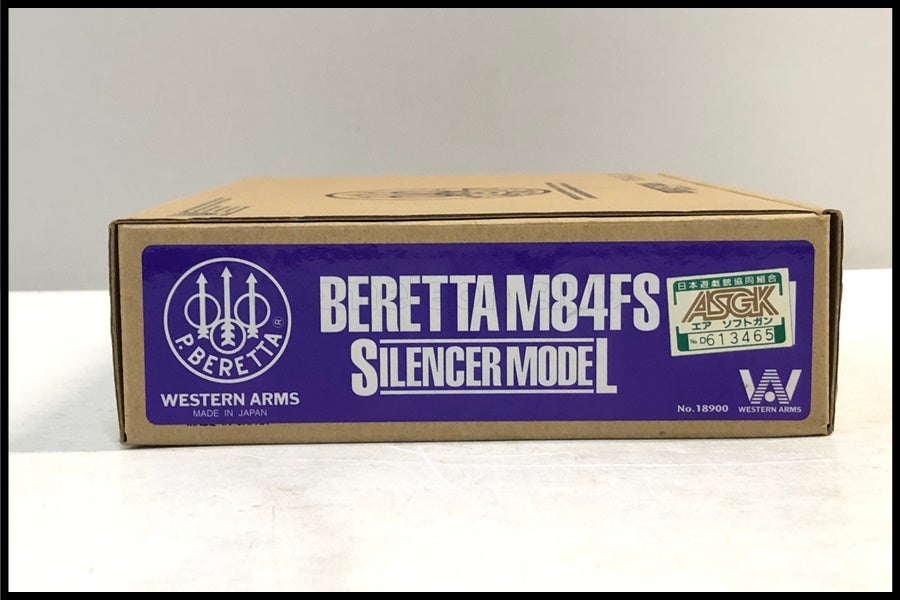 P. BERETTA
®
WESTERN ARMS
MADE IN JAPAN
BERETTA M84FS
SILENCER MODEL
日本遊戯銃協同組合
ASGK
エア ソフトガン
No. D613465
No.18900
WESTERN ARMS